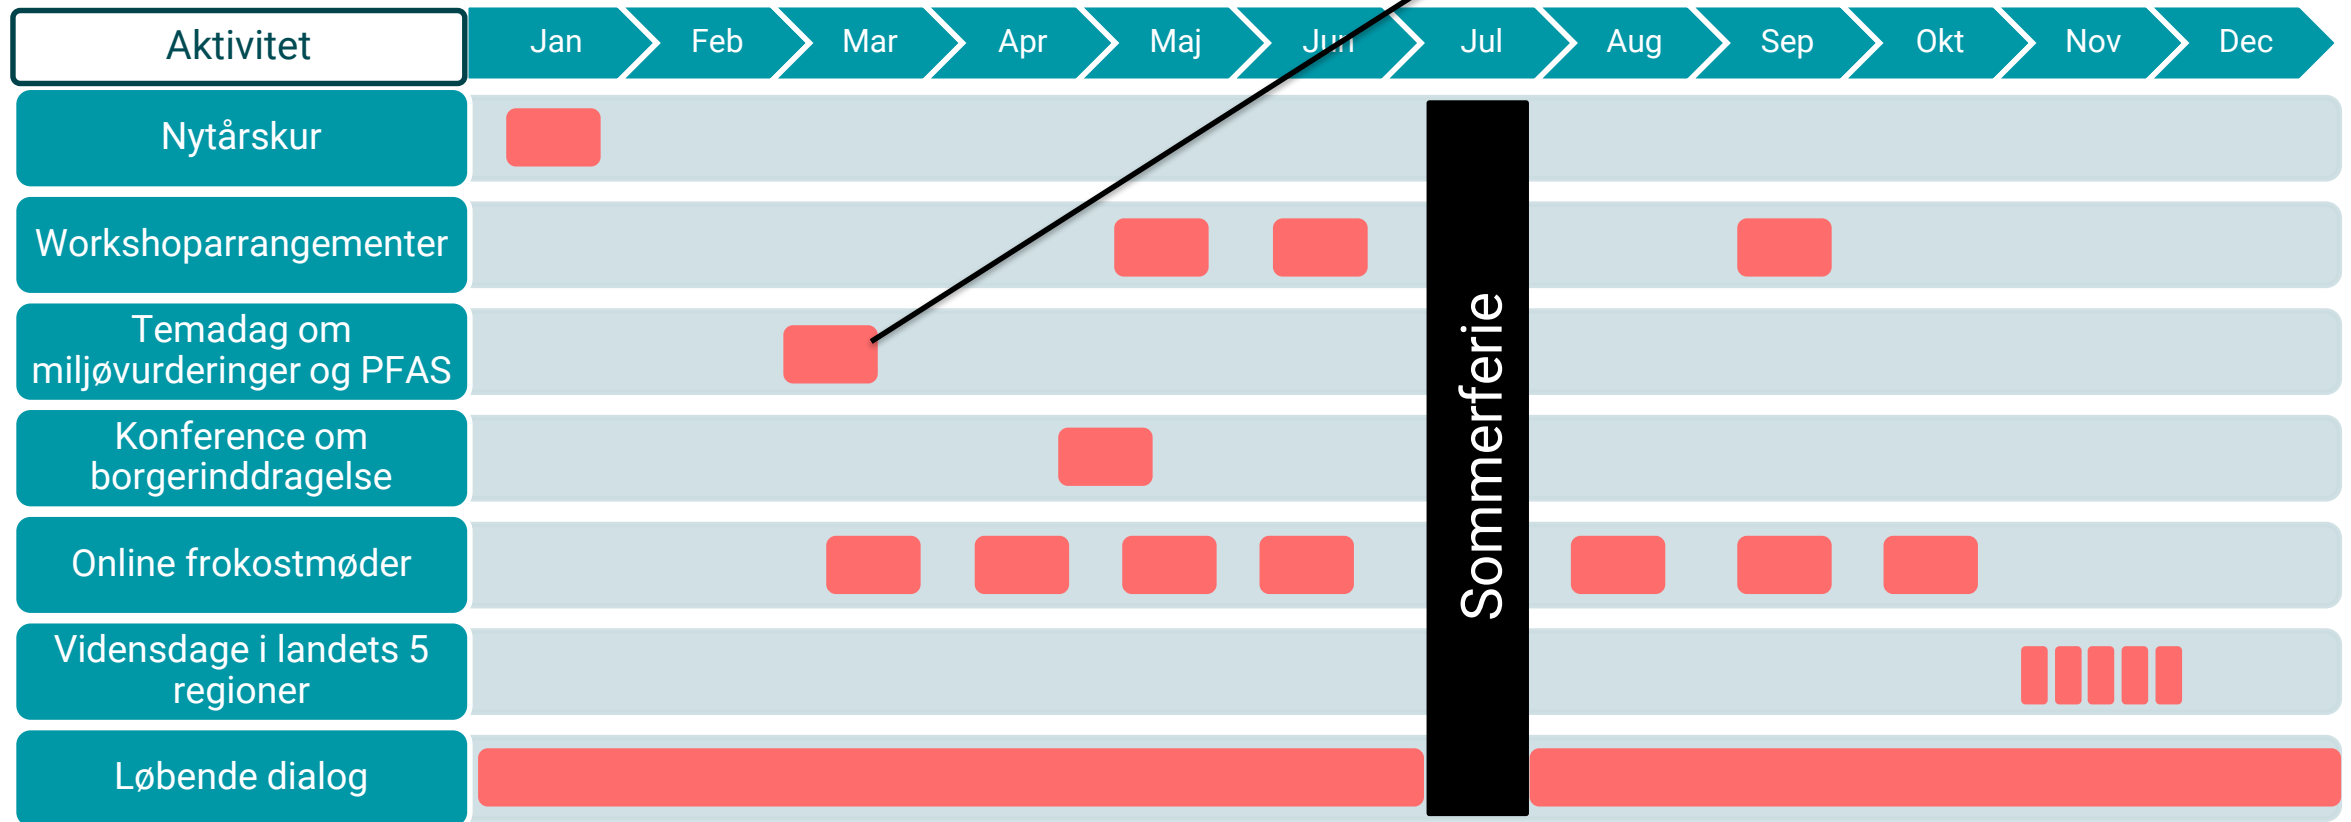 Aktivitet
Jan
Feb
Mar
Apr
Maj
Jun
Jul
Aug
Sep
Okt
Nov
Dec
Nytårskur
Workshoparrangementer
Temadag om
miljøvurderinger og PFAS
Konference om
borgerinddragelse
Online frokostmøder
Vidensdage i landets 5
regioner
Løbende dialog
Sommerferie